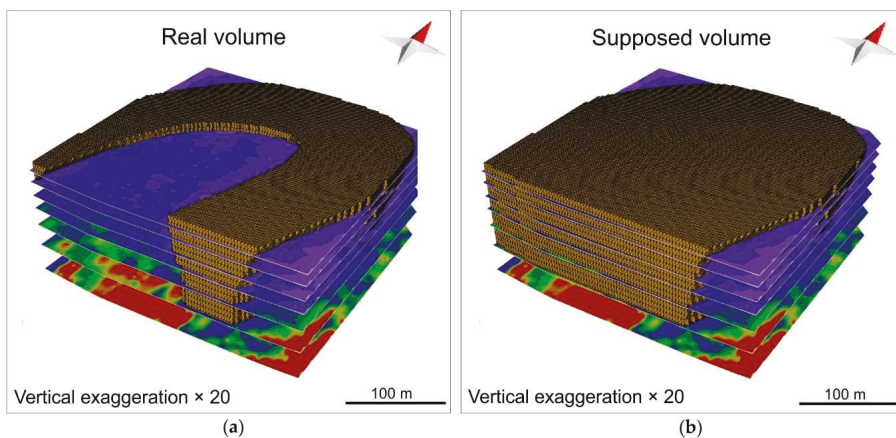 Real volume
Vertical exaggeration × 20
100 m
(a)
Supposed volume
Vertical exaggeration × 20
100 m
(b)